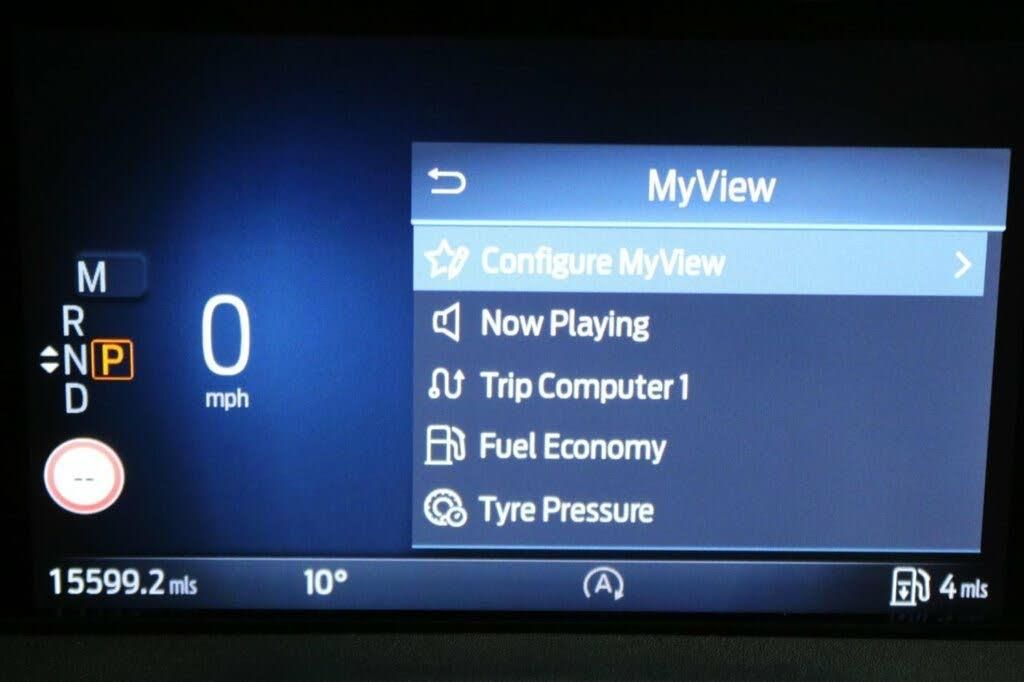 MyView
Configure MyView
Now Playing
Trip Computer 1
Fuel Economy
Tyre Pressure
M
R
N P
D
0
mph
--
15599.2 mls
10°
A
4 mls